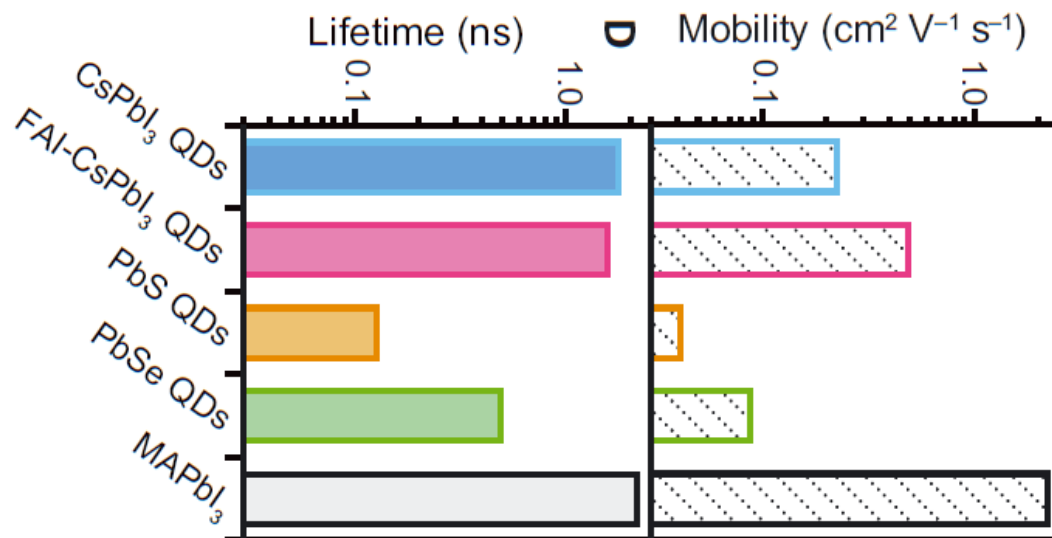 Lifetime (ns)
D
Mobility (cm² V⁻¹ s⁻¹)
0.1
1.0
0.1
1.0
CsPbI₃ QDs
FAI-CsPbI₃ QDs
PbS QDs
PbSe QDs
MAPbI₃